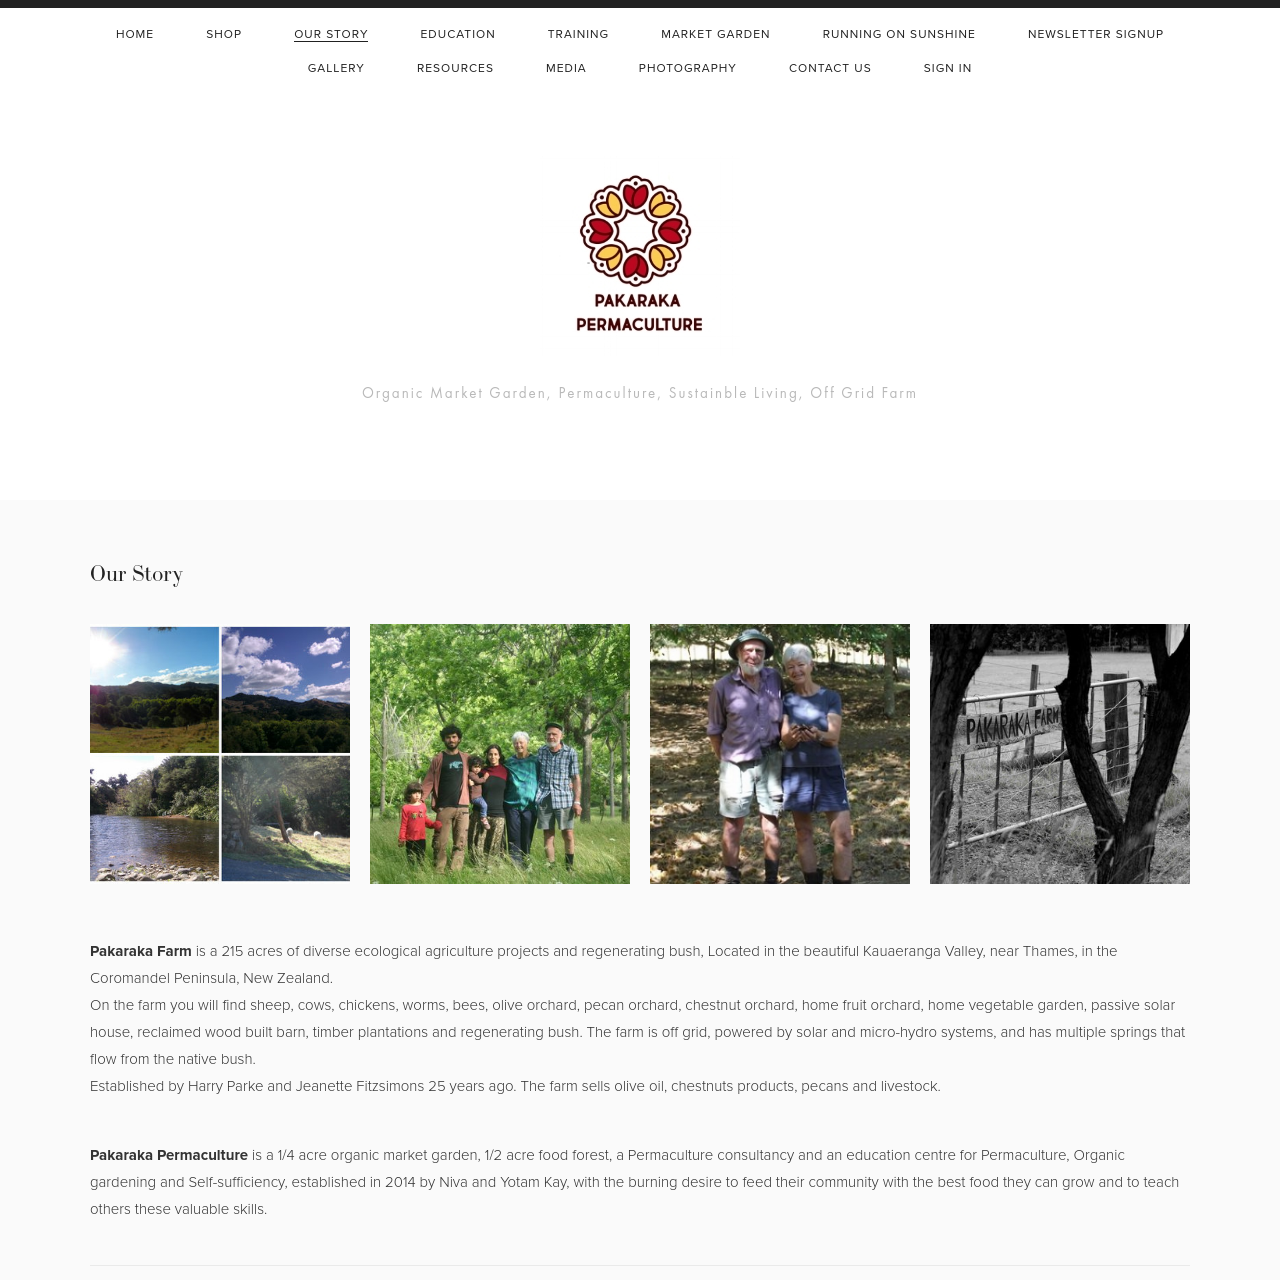 HOME SHOP OUR STORY EDUCATION TRAINING MARKET GARDEN RUNNING ON SUNSHINE NEWSLETTER SIGNUP
GALLERY RESOURCES MEDIA PHOTOGRAPHY CONTACT US SIGN IN
PAKARAKA
PERMACULTURE
Organic Market Garden, Permaculture, Sustainble Living, Off Grid Farm
Our Story
PAKARAKA FARM
Pakaraka Farm is a 215 acres of diverse ecological agriculture projects and regenerating bush, Located in the beautiful Kauaeranga Valley, near Thames, in the
Coromandel Peninsula, New Zealand.
On the farm you will find sheep, cows, chickens, worms, bees, olive orchard, pecan orchard, chestnut orchard, home fruit orchard, home vegetable garden, passive solar
house, reclaimed wood built barn, timber plantations and regenerating bush. The farm is off grid, powered by solar and micro-hydro systems, and has multiple springs that
flow from the native bush.
Established by Harry Parke and Jeanette Fitzsimons 25 years ago. The farm sells olive oil, chestnuts products, pecans and livestock.
Pakaraka Permaculture is a 1/4 acre organic market garden, 1/2 acre food forest, a Permaculture consultancy and an education centre for Permaculture, Organic
gardening and Self-sufficiency, established in 2014 by Niva and Yotam Kay, with the burning desire to feed their community with the best food they can grow and to teach
others these valuable skills.